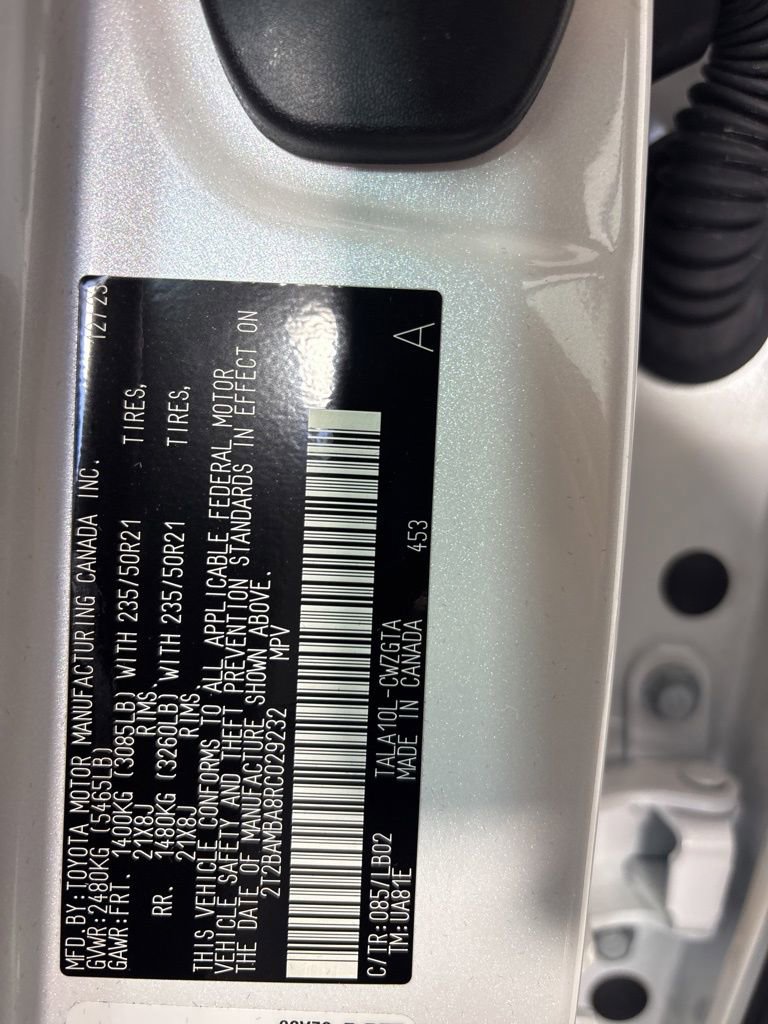 MFD.BY:TOYOTA MOTOR MANUFACTURING CANADA INC. 12/23
GVWR:2480KG (5465LB)
GAWR:FRT. 1400KG (3085LB) WITH 235/50R21 TIRES,
21X8J RIMS
RR. 1480KG (3260LB) WITH 235/50R21 TIRES,
21X8J RIMS.
THIS VEHICLE CONFORMS TO ALL APPLICABLE FEDERAL MOTOR
VEHICLE SAFETY AND THEFT PREVENTION STANDARDS IN EFFECT ON
THE DATE OF MANUFACTURE SHOWN ABOVE.
2T2BAMBA8RC029232 MPV
C/TR:085/LB02 TALA10L-CWZGTA A
TM:UA81E MADE IN CANADA 453